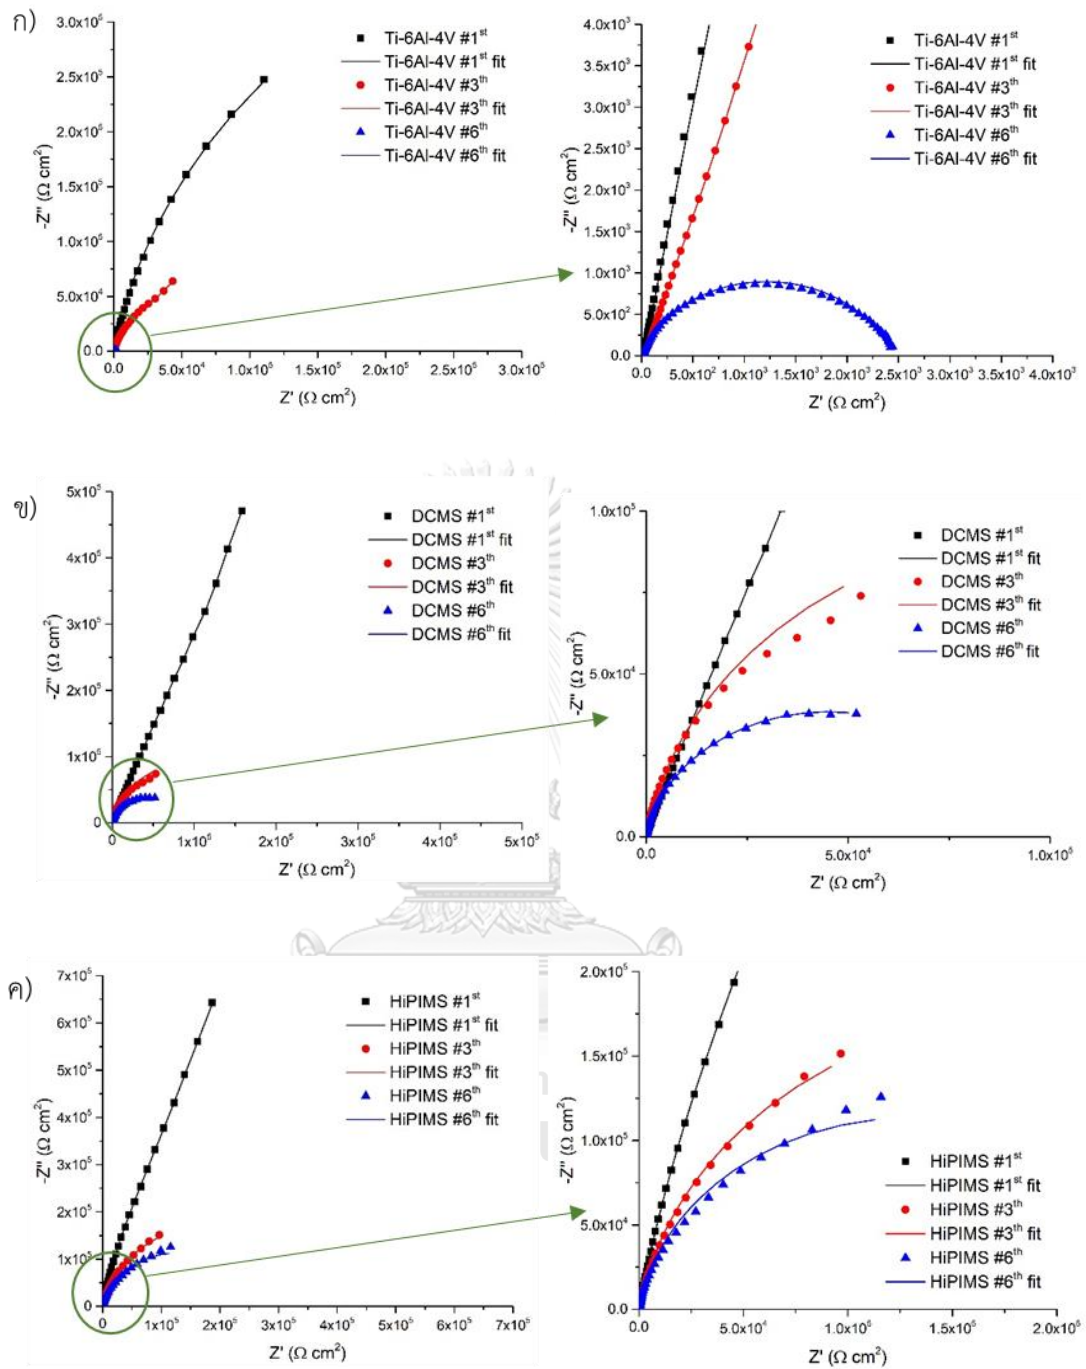 ก)
3.0x10⁵
2.5x10⁵
2.0x10⁵
1.5x10⁵
1.0x10⁵
5.0x10⁴
0.0
-Z'' (Ω cm²)
Ti-6Al-4V #1ˢᵗ
Ti-6Al-4V #1ˢᵗ fit
Ti-6Al-4V #3ᵗʰ
Ti-6Al-4V #3ᵗʰ fit
Ti-6Al-4V #6ᵗʰ
Ti-6Al-4V #6ᵗʰ fit
0.0 5.0x10⁴ 1.0x10⁵ 1.5x10⁵ 2.0x10⁵ 2.5x10⁵ 3.0x10⁵
Z' (Ω cm²)
4.0x10³
3.5x10³
3.0x10³
2.5x10³
2.0x10³
1.5x10³
1.0x10³
5.0x10²
0.0
-Z'' (Ω cm²)
Ti-6Al-4V #1ˢᵗ
Ti-6Al-4V #1ˢᵗ fit
Ti-6Al-4V #3ᵗʰ
Ti-6Al-4V #3ᵗʰ fit
Ti-6Al-4V #6ᵗʰ
Ti-6Al-4V #6ᵗʰ fit
0.0 5.0x10² 1.0x10³ 1.5x10³ 2.0x10³ 2.5x10³ 3.0x10³ 3.5x10³ 4.0x10³
Z' (Ω cm²)
ข)
5x10⁵
4x10⁵
3x10⁵
2x10⁵
1x10⁵
0
-Z'' (Ω cm²)
DCMS #1ˢᵗ
DCMS #1ˢᵗ fit
DCMS #3ᵗʰ
DCMS #3ᵗʰ fit
DCMS #6ᵗʰ
DCMS #6ᵗʰ fit
0 1x10⁵ 2x10⁵ 3x10⁵ 4x10⁵ 5x10⁵
Z' (Ω cm²)
1.0x10⁵
5.0x10⁴
0.0
-Z'' (Ω cm²)
DCMS #1ˢᵗ
DCMS #1ˢᵗ fit
DCMS #3ᵗʰ
DCMS #3ᵗʰ fit
DCMS #6ᵗʰ
DCMS #6ᵗʰ fit
0.0 5.0x10⁴ 1.0x10⁵
Z' (Ω cm²)
ค)
7x10⁵
6x10⁵
5x10⁵
4x10⁵
3x10⁵
2x10⁵
1x10⁵
0
-Z'' (Ω cm²)
HiPIMS #1ˢᵗ
HiPIMS #1ˢᵗ fit
HiPIMS #3ᵗʰ
HiPIMS #3ᵗʰ fit
HiPIMS #6ᵗʰ
HiPIMS #6ᵗʰ fit
0 1x10⁵ 2x10⁵ 3x10⁵ 4x10⁵ 5x10⁵ 6x10⁵ 7x10⁵
Z' (Ω cm²)
2.0x10⁵
1.5x10⁵
1.0x10⁵
5.0x10⁴
0.0
-Z'' (Ω cm²)
HiPIMS #1ˢᵗ
HiPIMS #1ˢᵗ fit
HiPIMS #3ᵗʰ
HiPIMS #3ᵗʰ fit
HiPIMS #6ᵗʰ
HiPIMS #6ᵗʰ fit
0.0 5.0x10⁴ 1.0x10⁵ 1.5x10⁵ 2.0x10⁵
Z' (Ω cm²)